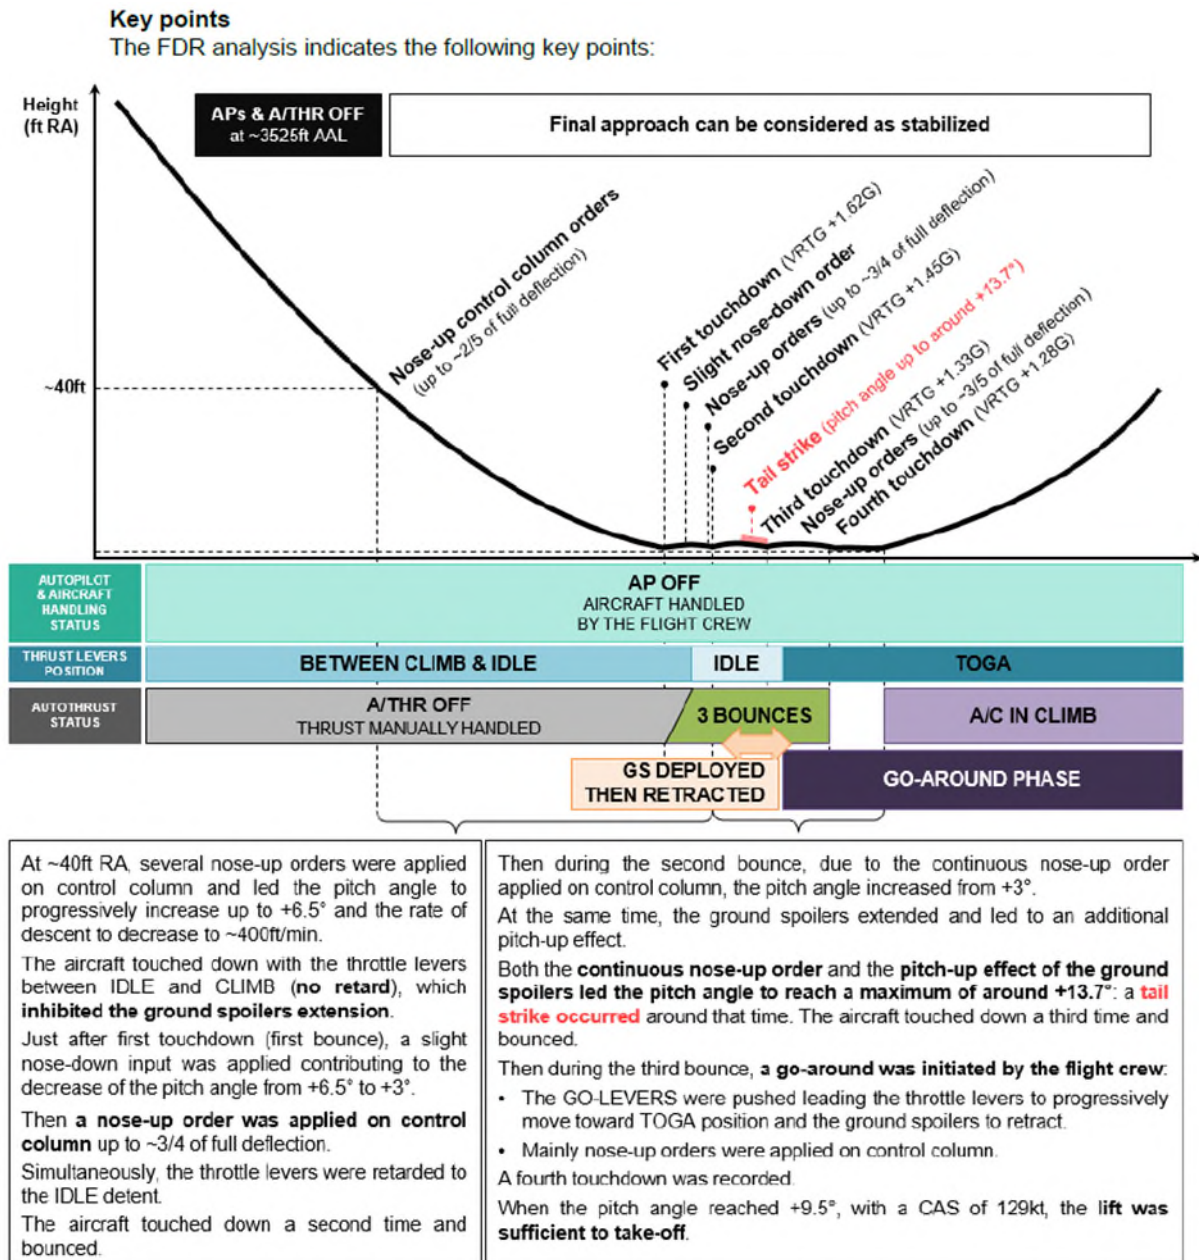 Key points
The FDR analysis indicates the following key points:
Height
(ft RA)
APs & A/THR OFF
at ~3525ft AAL
Final approach can be considered as stabilized
~40ft
Nose-up control column orders
(up to ~2/5 of full deflection)
First touchdown (VRTG +1.62G)
Slight nose-down order
Nose-up orders (up to ~3/4 of full deflection)
Second touchdown (VRTG +1.45G)
Tail strike (pitch angle up to around +13.7°)
Third touchdown (VRTG +1.33G)
Nose-up orders (up to ~3/5 of full deflection)
Fourth touchdown (VRTG +1.28G)
AUTOPILOT
& AIRCRAFT
HANDLING
STATUS
AP OFF
AIRCRAFT HANDLED
BY THE FLIGHT CREW
THRUST LEVERS
POSITION
BETWEEN CLIMB & IDLE
IDLE
TOGA
AUTOTHRUST
STATUS
A/THR OFF
THRUST MANUALLY HANDLED
3 BOUNCES
A/C IN CLIMB
GS DEPLOYED
THEN RETRACTED
GO-AROUND PHASE
At ~40ft RA, several nose-up orders were applied
on control column and led the pitch angle to
progressively increase up to +6.5° and the rate of
descent to decrease to ~400ft/min.
The aircraft touched down with the throttle levers
between IDLE and CLIMB (no retard), which
inhibited the ground spoilers extension.
Just after first touchdown (first bounce), a slight
nose-down input was applied contributing to the
decrease of the pitch angle from +6.5° to +3°.
Then a nose-up order was applied on control
column up to ~3/4 of full deflection.
Simultaneously, the throttle levers were retarded to
the IDLE detent.
The aircraft touched down a second time and
bounced.
Then during the second bounce, due to the continuous nose-up order
applied on control column, the pitch angle increased from +3°.
At the same time, the ground spoilers extended and led to an additional
pitch-up effect.
Both the continuous nose-up order and the pitch-up effect of the ground
spoilers led the pitch angle to reach a maximum of around +13.7°: a tail
strike occurred around that time. The aircraft touched down a third time and
bounced.
Then during the third bounce, a go-around was initiated by the flight crew:
• The GO-LEVERS were pushed leading the throttle levers to progressively
move toward TOGA position and the ground spoilers to retract.
• Mainly nose-up orders were applied on control column.
A fourth touchdown was recorded.
When the pitch angle reached +9.5°, with a CAS of 129kt, the lift was
sufficient to take-off.